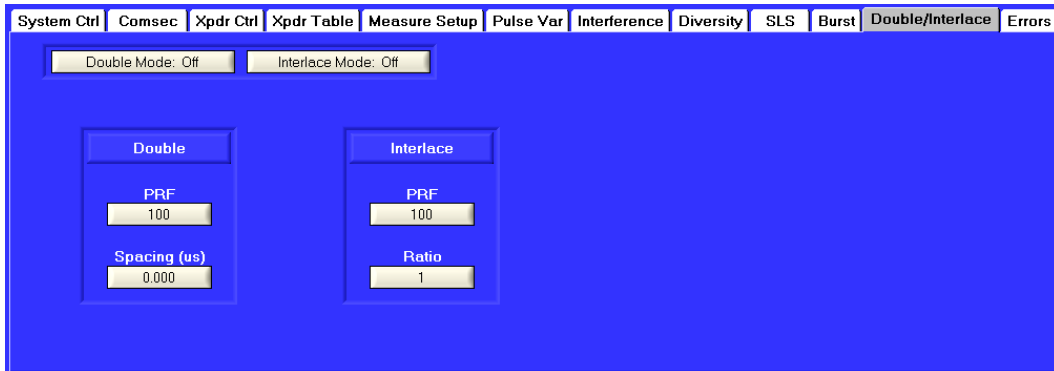 System Ctrl Comsec Xpdr Ctrl Xpdr Table Measure Setup Pulse Var Interference Diversity SLS Burst Double/Interlace Errors
Double Mode: Off Interlace Mode: Off
Double Interlace
PRF PRF
100 100
Spacing (us) Ratio
0.000 1